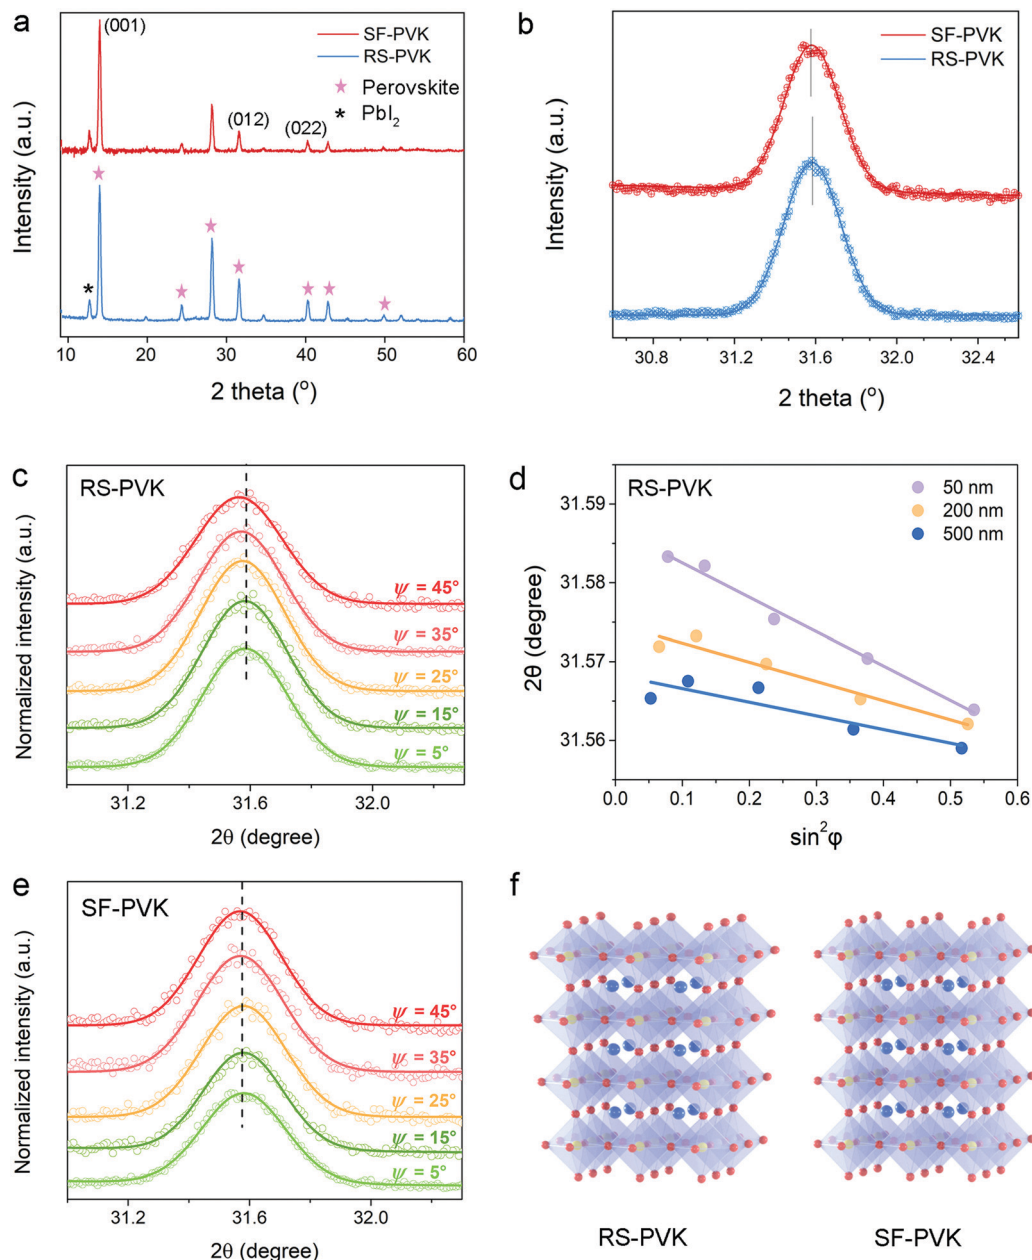 a
(001)
SF-PVK
RS-PVK
Perovskite
* PbI₂
(012)
(022)
*
Intensity (a.u.)
10 20 30 40 50 60
2 theta (°)
b
SF-PVK
RS-PVK
Intensity (a.u.)
30.8 31.2 31.6 32.0 32.4
2 theta (°)
c
RS-PVK
ψ = 45°
ψ = 35°
ψ = 25°
ψ = 15°
ψ = 5°
Normalized intensity (a.u.)
31.2 31.6 32.0
2θ (degree)
d
RS-PVK
50 nm
200 nm
500 nm
31.59
31.58
31.57
31.56
2θ (degree)
0.0 0.1 0.2 0.3 0.4 0.5 0.6
sin²φ
e
SF-PVK
ψ = 45°
ψ = 35°
ψ = 25°
ψ = 15°
ψ = 5°
Normalized intensity (a.u.)
31.2 31.6 32.0
2θ (degree)
f
RS-PVK SF-PVK